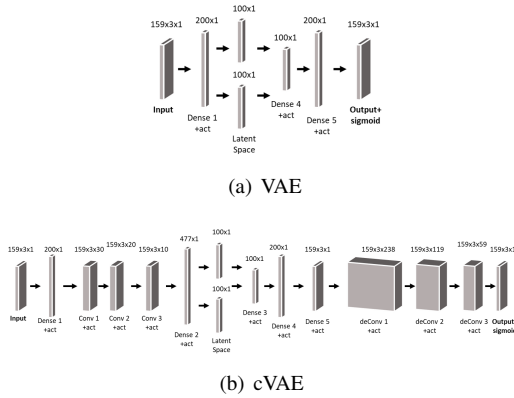 159x3x1
200x1
100x1
100x1
200x1
159x3x1
100x1
Input
Dense 1
+act
Latent
Space
Dense 4
+act
Dense 5
+act
Output+
sigmoid
(a) VAE
159x3x1
200x1
159x3x30
159x3x20
159x3x10
477x1
100x1
100x1
100x1
200x1
159x3x1
159x3x238
159x3x119
159x3x59
159x3x1
Input
Dense 1
+act
Conv 1
+act
Conv 2
+act
Conv 3
+act
Dense 2
+act
Latent
Space
Dense 3
+act
Dense 4
+act
Dense 5
+act
deConv 1
+act
deConv 2
+act
deConv 3
+act
Output
sigmoid
(b) cVAE